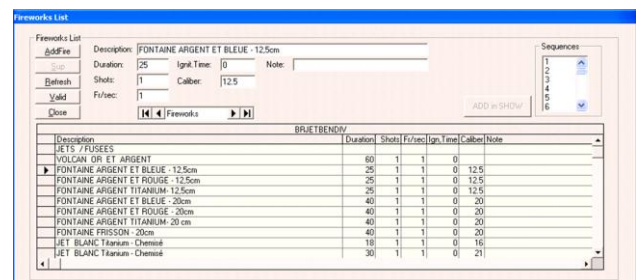 Fireworks List
Fireworks List
AddFire
Description: FONTAINE ARGENT ET BLEUE - 12,5cm
Sequences
Sup
Duration: 25 Ignit.Time: 0 Note:
1
2
3
4
5
6
Refresh
Shots: 1 Caliber: 12.5
Valid
Fr/sec: 1
ADD in SHOW
Close
Fireworks
BRJETBENDIV
Description Duration Shots Fr/sec Ign,Time Caliber Note
JETS / FUSEES
VOLCAN OR ET ARGENT 60 1 1 0
FONTAINE ARGENT ET BLEUE - 12,5cm 25 1 1 0 12.5
FONTAINE ARGENT ET ROUGE - 12,5cm 25 1 1 0 12.5
FONTAINE ARGENT TITANIUM- 12,5cm 25 1 1 0 12.5
FONTAINE ARGENT ET BLEUE - 20cm 40 1 1 0 20
FONTAINE ARGENT ET ROUGE - 20cm 40 1 1 0 20
FONTAINE ARGENT TITANIUM- 20 cm 40 1 1 0 20
FONTAINE FRISSON - 20cm 40 1 1 0 20
JET BLANC Titanium - Chemisé 18 1 1 0 16
JET BLANC Titanium - Chemisé 30 1 1 0 21